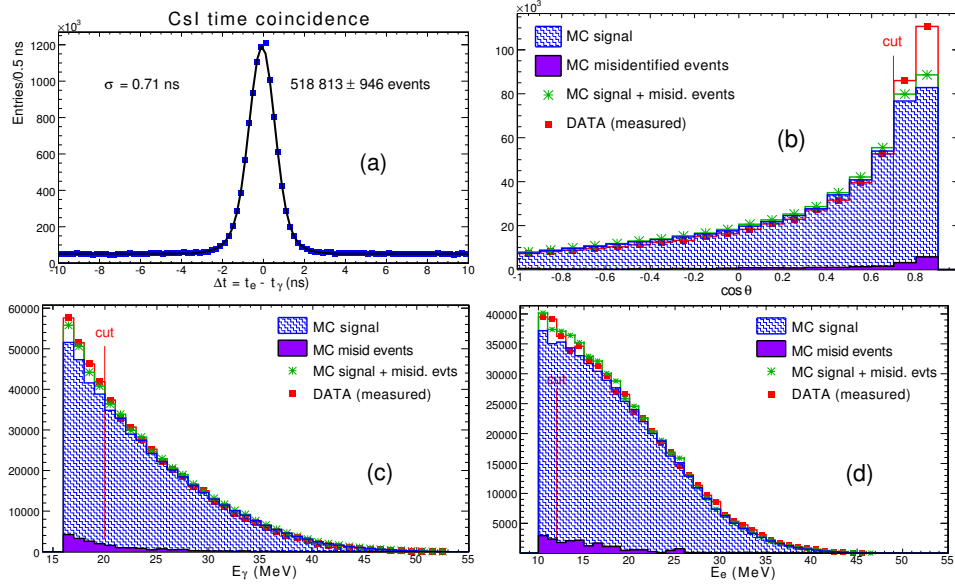 CsI time coincidence
×10³
Entries/0.5 ns
1200
1000
800
600
400
200
0
σ = 0.71 ns
518 813 ± 946 events
(a)
-10 -8 -6 -4 -2 0 2 4 6 8 10
Δt = t_e - t_γ (ns)
×10³
100
80
60
40
20
0
MC signal
MC misidentified events
MC signal + misid. events
DATA (measured)
cut
(b)
-1 -0.8 -0.6 -0.4 -0.2 0 0.2 0.4 0.6 0.8
cos θ
60000
50000
40000
30000
20000
10000
0
cut
MC signal
MC misid events
MC signal + misid. evts
DATA (measured)
(c)
15 20 25 30 35 40 45 50 55
E_γ (MeV)
40000
35000
30000
25000
20000
15000
10000
5000
0
cut
MC signal
MC misid events
MC signal + misid. evts
DATA (measured)
(d)
10 15 20 25 30 35 40 45 50 55
E_e (MeV)